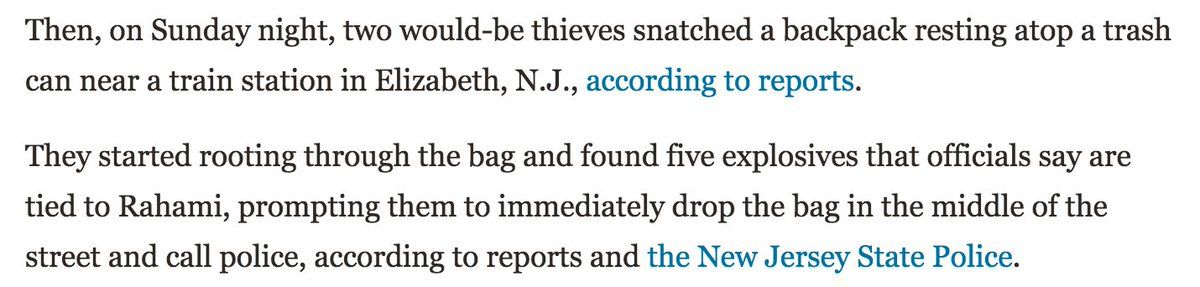 Then, on Sunday night, two would-be thieves snatched a backpack resting atop a trash
can near a train station in Elizabeth, N.J., according to reports.
They started rooting through the bag and found five explosives that officials say are
tied to Rahami, prompting them to immediately drop the bag in the middle of the
street and call police, according to reports and the New Jersey State Police.